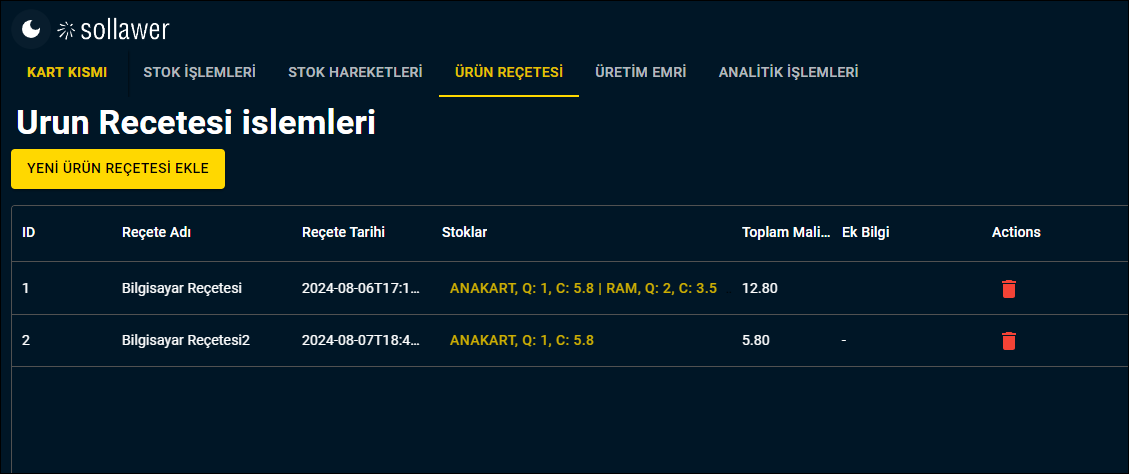 sollawer
KART KISMI STOK İŞLEMLERİ STOK HAREKETLERİ ÜRÜN REÇETESİ ÜRETİM EMRİ ANALİTİK İŞLEMLERİ
Urun Recetesi islemleri
YENİ ÜRÜN REÇETESİ EKLE
ID Reçete Adı Reçete Tarihi Stoklar Toplam Mali... Ek Bilgi Actions
1 Bilgisayar Reçetesi 2024-08-06T17:1... ANAKART, Q: 1, C: 5.8 | RAM, Q: 2, C: 3.5 12.80
2 Bilgisayar Reçetesi2 2024-08-07T18:4... ANAKART, Q: 1, C: 5.8 5.80 -